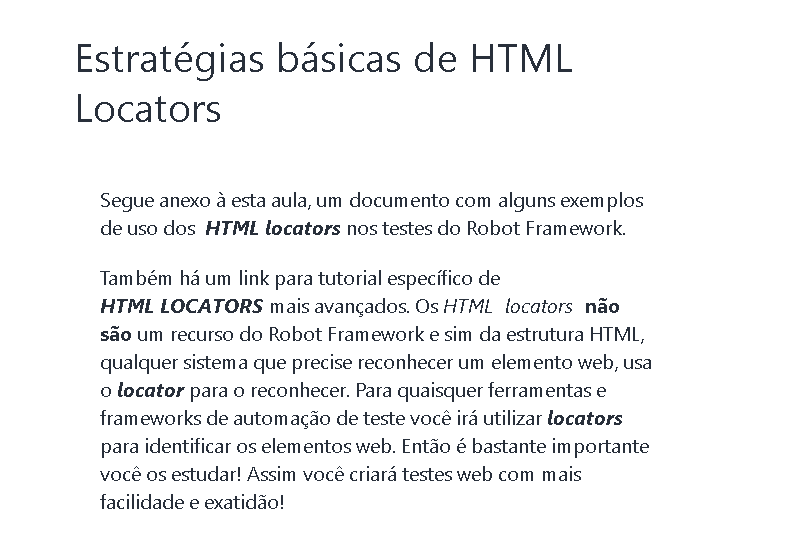 Estratégias básicas de HTML
Locators
Segue anexo à esta aula, um documento com alguns exemplos
de uso dos HTML locators nos testes do Robot Framework.
Também há um link para tutorial específico de
HTML LOCATORS mais avançados. Os HTML locators não
são um recurso do Robot Framework e sim da estrutura HTML,
qualquer sistema que precise reconhecer um elemento web, usa
o locator para o reconhecer. Para quaisquer ferramentas e
frameworks de automação de teste você irá utilizar locators
para identificar os elementos web. Então é bastante importante
você os estudar! Assim você criará testes web com mais
facilidade e exatidão!